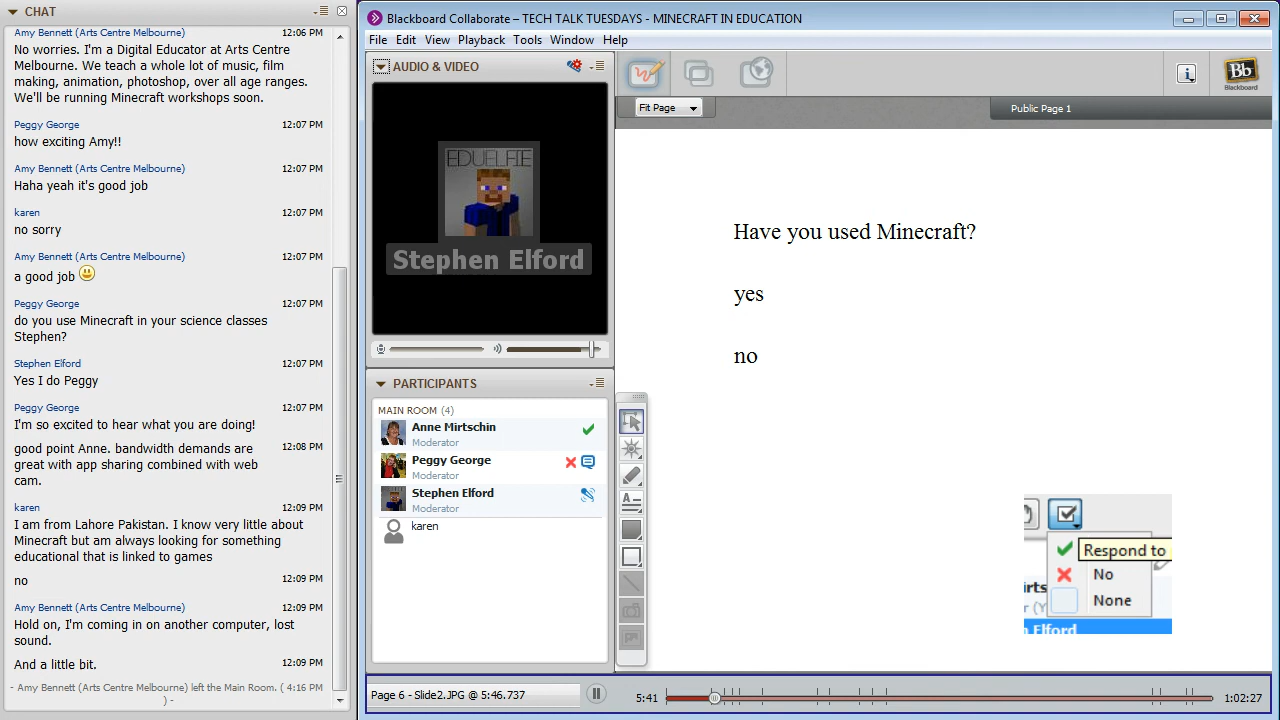 CHAT
Amy Bennett (Arts Centre Melbourne) 12:06 PM
No worries. I'm a Digital Educator at Arts Centre
Melbourne. We teach a whole lot of music, film
making, animation, photoshop, over all age ranges.
We'll be running Minecraft workshops soon.
Peggy George 12:07 PM
how exciting Amy!!
Amy Bennett (Arts Centre Melbourne) 12:07 PM
Haha yeah it's good job
karen 12:07 PM
no sorry
Amy Bennett (Arts Centre Melbourne) 12:07 PM
a good job
Peggy George 12:07 PM
do you use Minecraft in your science classes
Stephen?
Stephen Elford 12:07 PM
Yes I do Peggy
Peggy George 12:07 PM
I'm so excited to hear what you are doing!
good point Anne. bandwidth demands are 12:08 PM
great with app sharing combined with web
cam.
karen 12:09 PM
I am from Lahore Pakistan. I know very little about
Minecraft but am always looking for something
educational that is linked to games
no 12:09 PM
Amy Bennett (Arts Centre Melbourne) 12:09 PM
Hold on, I'm coming in on another computer, lost
sound.
And a little bit. 12:09 PM
- Amy Bennett (Arts Centre Melbourne) left the Main Room. ( 4:16 PM
) -
Blackboard Collaborate – TECH TALK TUESDAYS - MINECRAFT IN EDUCATION
File Edit View Playback Tools Window Help
AUDIO & VIDEO
EDUELFIE
Stephen Elford
PARTICIPANTS
MAIN ROOM (4)
Anne Mirtschin
Moderator
Peggy George
Moderator
Stephen Elford
Moderator
karen
Bb
Blackboard
Fit Page
Public Page 1
Have you used Minecraft?
yes
no
Respond to
No
None
n Elford
Page 6 - Slide2.JPG @ 5:46.737
5:41
1:02:27